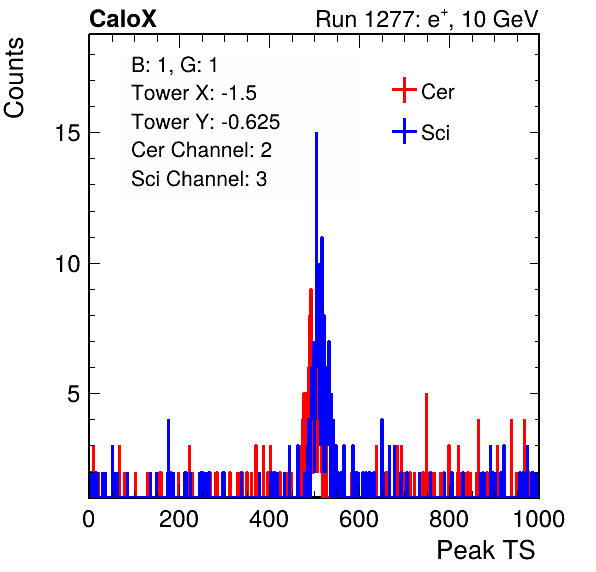 CaloX Run 1277: e⁺, 10 GeV
Counts
B: 1, G: 1
Tower X: -1.5
Tower Y: -0.625
Cer Channel: 2
Sci Channel: 3
Cer
Sci
15
10
5
0 200 400 600 800 1000
Peak TS